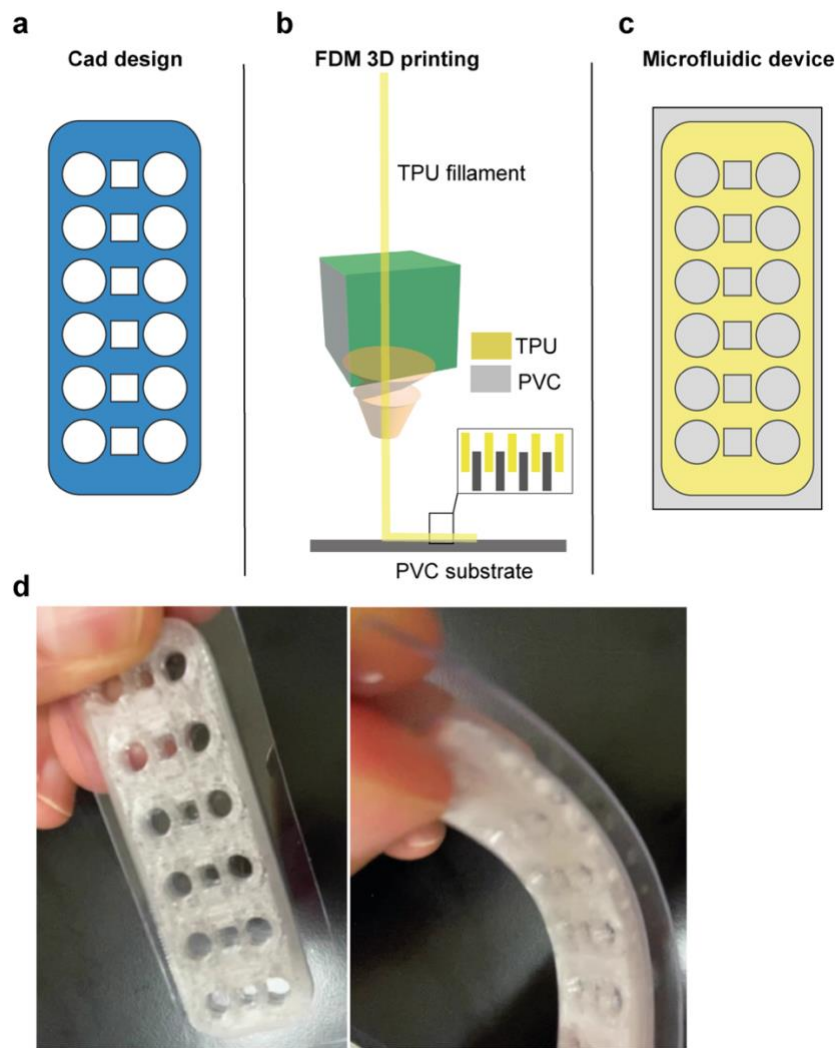 a
Cad design
b
FDM 3D printing
TPU fillament
TPU
PVC
PVC substrate
c
Microfluidic device
d